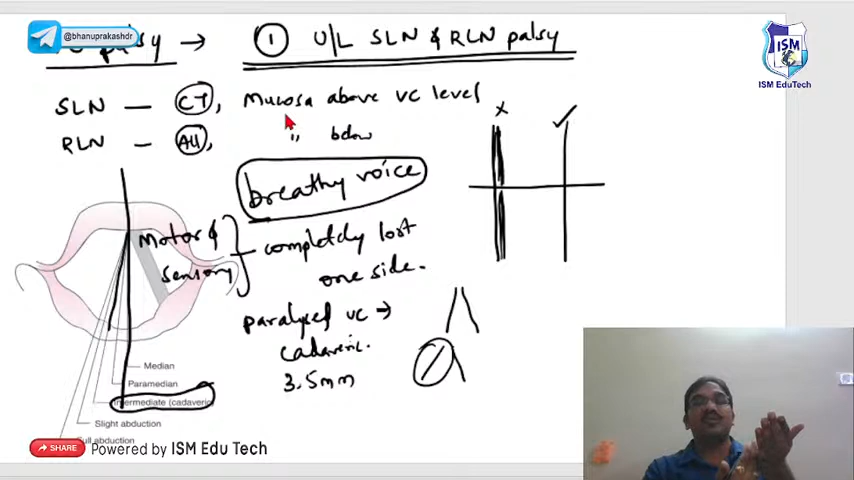 @bhanuprakashdr
palsy → ① U/L SLN & RLN palsy
ISM
ISM EduTech
SLN — CT, Mucosa above vc level
RLN — All, " below
x ✓
breathy voice
Motor & sensory } completely lost
one side.
paralysed vc →
cadaveric.
3.5mm
Median
Paramedian
Intermediate (cadaveric)
Slight abduction
Full abduction
SHARE Powered by ISM Edu Tech